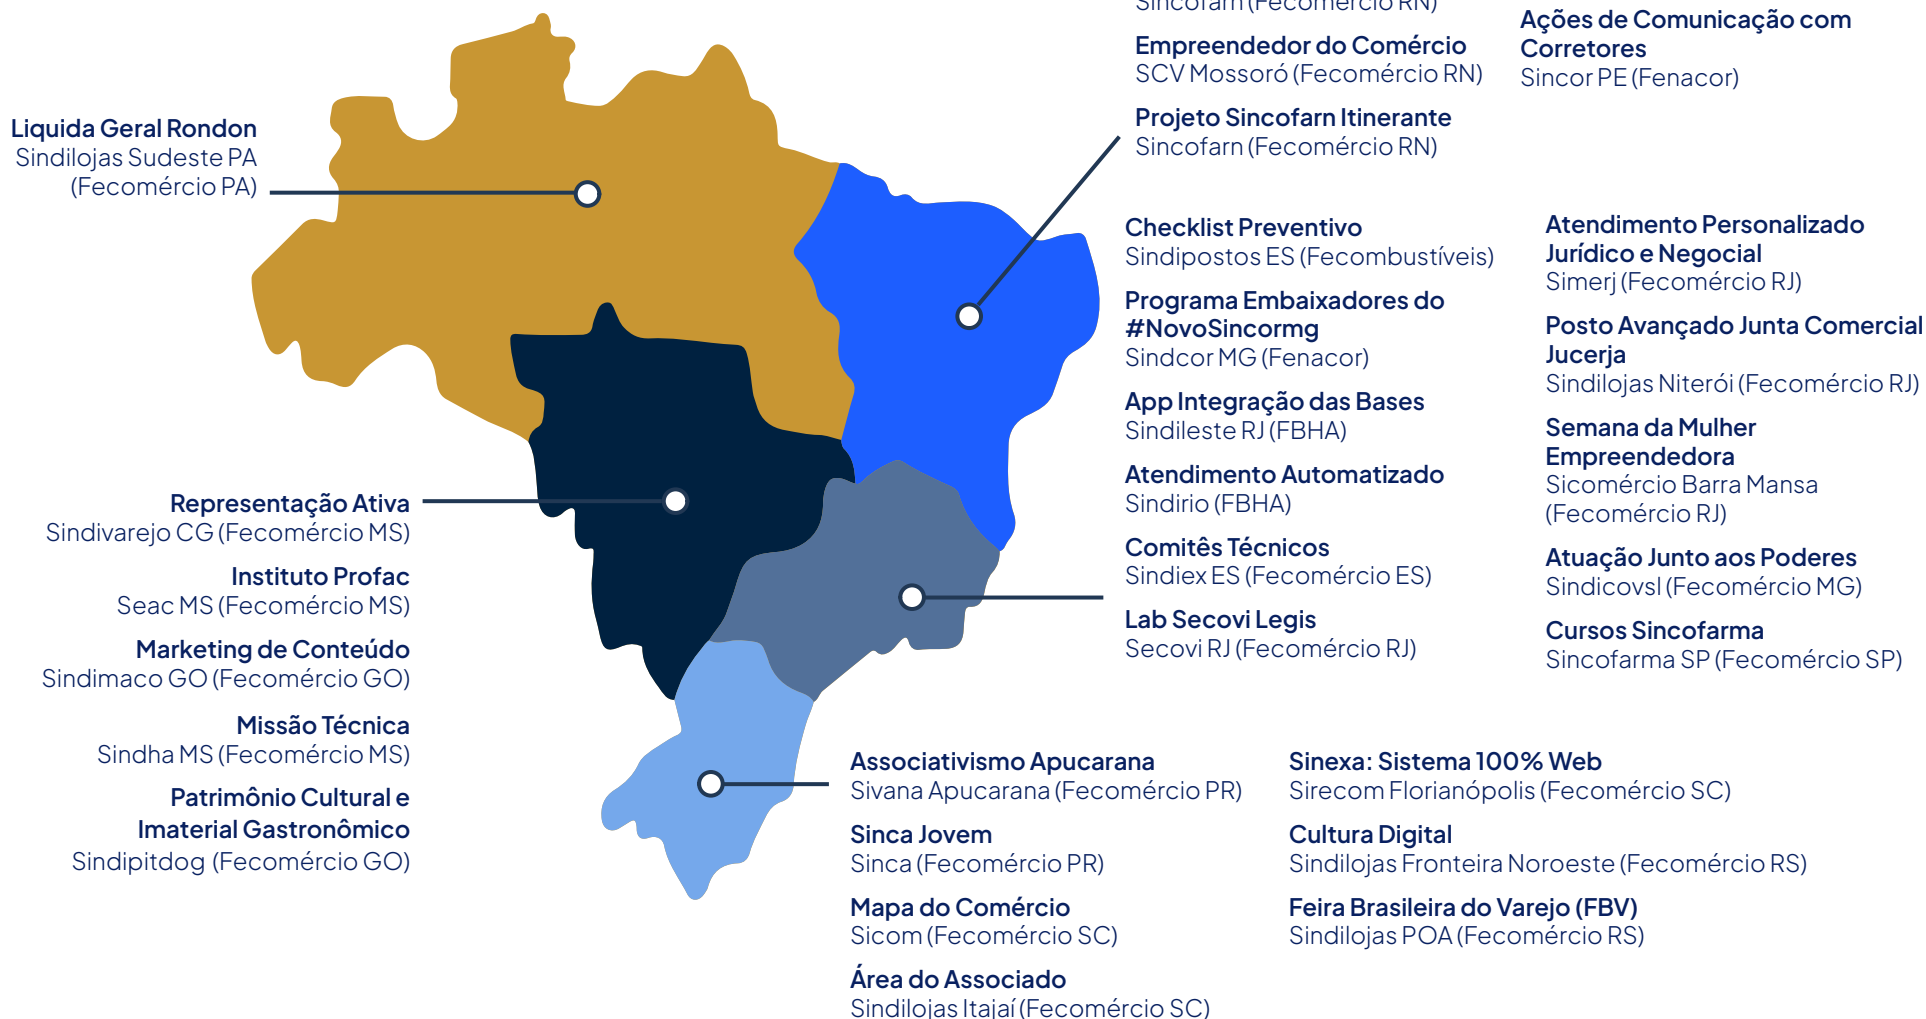 Sincofarn (Fecomércio RN)
Empreendedor do Comércio
SCV Mossoró (Fecomércio RN)
Projeto Sincofarn Itinerante
Sincofarn (Fecomércio RN)
Ações de Comunicação com
Corretores
Sincor PE (Fenacor)
Liquida Geral Rondon
Sindilojas Sudeste PA
(Fecomércio PA)
Checklist Preventivo
Sindipostos ES (Fecombustíveis)
Programa Embaixadores do
#NovoSincormg
Sindcor MG (Fenacor)
App Integração das Bases
Sindileste RJ (FBHA)
Atendimento Automatizado
Sindirio (FBHA)
Comitês Técnicos
Sindiex ES (Fecomércio ES)
Lab Secovi Legis
Secovi RJ (Fecomércio RJ)
Atendimento Personalizado
Jurídico e Negocial
Simerj (Fecomércio RJ)
Posto Avançado Junta Comercial
Jucerja
Sindilojas Niterói (Fecomércio RJ)
Semana da Mulher
Empreendedora
Sicomércio Barra Mansa
(Fecomércio RJ)
Atuação Junto aos Poderes
Sindicovsl (Fecomércio MG)
Cursos Sincofarma
Sincofarma SP (Fecomércio SP)
Representação Ativa
Sindivarejo CG (Fecomércio MS)
Instituto Profac
Seac MS (Fecomércio MS)
Marketing de Conteúdo
Sindimaco GO (Fecomércio GO)
Missão Técnica
Sindha MS (Fecomércio MS)
Patrimônio Cultural e
Imaterial Gastronômico
Sindipitdog (Fecomércio GO)
Associativismo Apucarana
Sivana Apucarana (Fecomércio PR)
Sinca Jovem
Sinca (Fecomércio PR)
Mapa do Comércio
Sicom (Fecomércio SC)
Área do Associado
Sindilojas Itajaí (Fecomércio SC)
Sinexa: Sistema 100% Web
Sirecom Florianópolis (Fecomércio SC)
Cultura Digital
Sindilojas Fronteira Noroeste (Fecomércio RS)
Feira Brasileira do Varejo (FBV)
Sindilojas POA (Fecomércio RS)